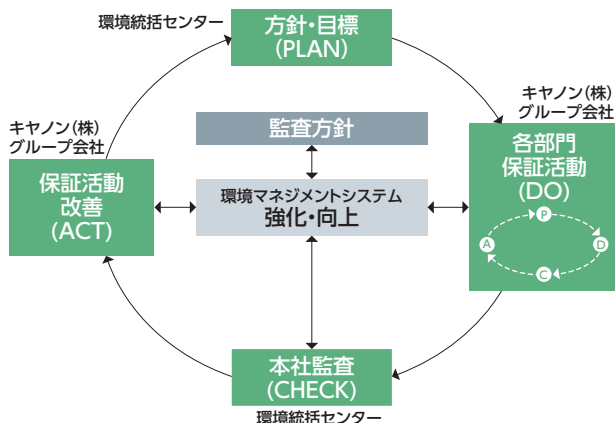 環境統括センター
方針・目標
(PLAN)
キヤノン(株)
グループ会社
各部門
保証活動
(DO)
P
A
D
C
監査方針
環境マネジメントシステム
強化・向上
キヤノン(株)
グループ会社
保証活動
改善
(ACT)
本社監査
(CHECK)
環境統括センター